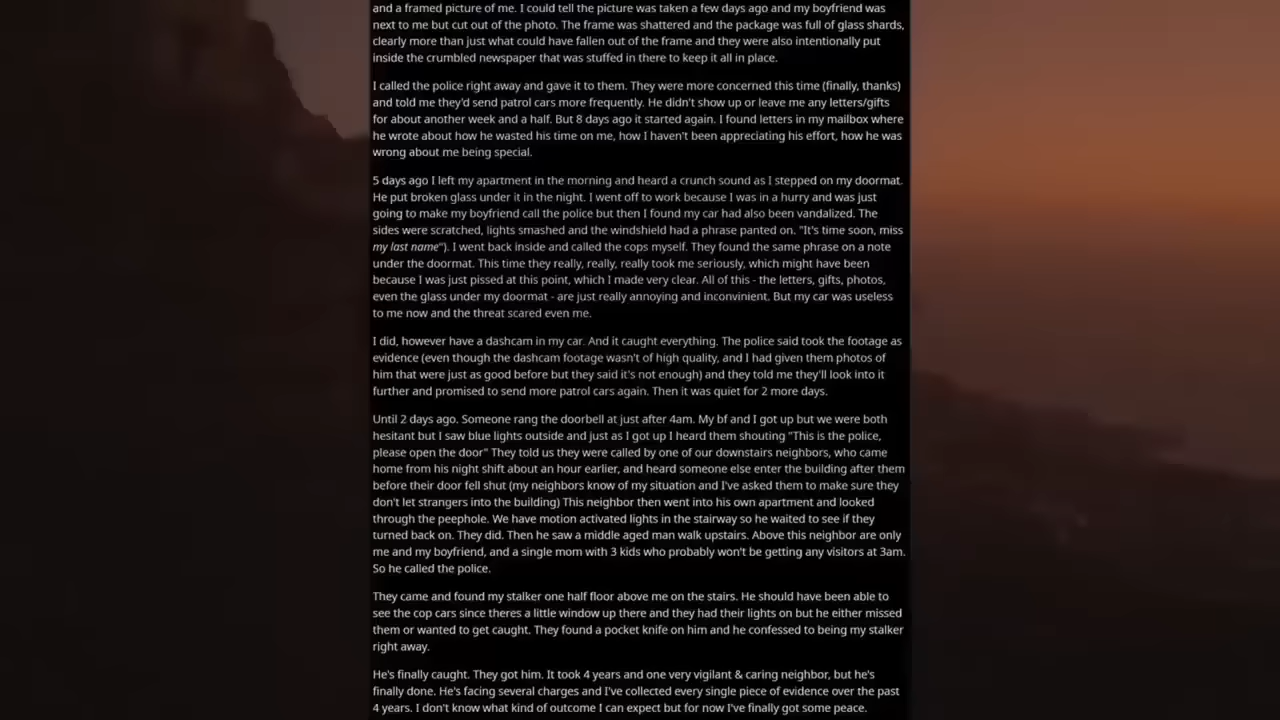 and a framed picture of me. I could tell the picture was taken a few days ago and my boyfriend was
next to me but cut out of the photo. The frame was shattered and the package was full of glass shards,
clearly more than just what could have fallen out of the frame and they were also intentionally put
inside the crumbled newspaper that was stuffed in there to keep it all in place.
I called the police right away and gave it to them. They were more concerned this time (finally, thanks)
and told me they'd send patrol cars more frequently. He didn't show up or leave me any letters/gifts
for about another week and a half. But 8 days ago it started again. I found letters in my mailbox where
he wrote about how he wasted his time on me, how I haven't been appreciating his effort, how he was
wrong about me being special.
5 days ago I left my apartment in the morning and heard a crunch sound as I stepped on my doormat.
He put broken glass under it in the night. I went off to work because I was in a hurry and was just
going to make my boyfriend call the police but then I found my car had also been vandalized. The
sides were scratched, lights smashed and the windshield had a phrase panted on. "It's time soon, miss
my last name"). I went back inside and called the cops myself. They found the same phrase on a note
under the doormat. This time they really, really, really took me seriously, which might have been
because I was just pissed at this point, which I made very clear. All of this - the letters, gifts, photos,
even the glass under my doormat - are just really annoying and inconvinient. But my car was useless
to me now and the threat scared even me.
I did, however have a dashcam in my car. And it caught everything. The police said took the footage as
evidence (even though the dashcam footage wasn't of high quality, and I had given them photos of
him that were just as good before but they said it's not enough) and they told me they'll look into it
further and promised to send more patrol cars again. Then it was quiet for 2 more days.
Until 2 days ago. Someone rang the doorbell at just after 4am. My bf and I got up but we were both
hesitant but I saw blue lights outside and just as I got up I heard them shouting "This is the police,
please open the door" They told us they were called by one of our downstairs neighbors, who came
home from his night shift about an hour earlier, and heard someone else enter the building after them
before their door fell shut (my neighbors know of my situation and I've asked them to make sure they
don't let strangers into the building) This neighbor then went into his own apartment and looked
through the peephole. We have motion activated lights in the stairway so he waited to see if they
turned back on. They did. Then he saw a middle aged man walk upstairs. Above this neighbor are only
me and my boyfriend, and a single mom with 3 kids who probably won't be getting any visitors at 3am.
So he called the police.
They came and found my stalker one half floor above me on the stairs. He should have been able to
see the cop cars since theres a little window up there and they had their lights on but he either missed
them or wanted to get caught. They found a pocket knife on him and he confessed to being my stalker
right away.
He's finally caught. They got him. It took 4 years and one very vigilant & caring neighbor, but he's
finally done. He's facing several charges and I've collected every single piece of evidence over the past
4 years. I don't know what kind of outcome I can expect but for now I've finally got some peace.